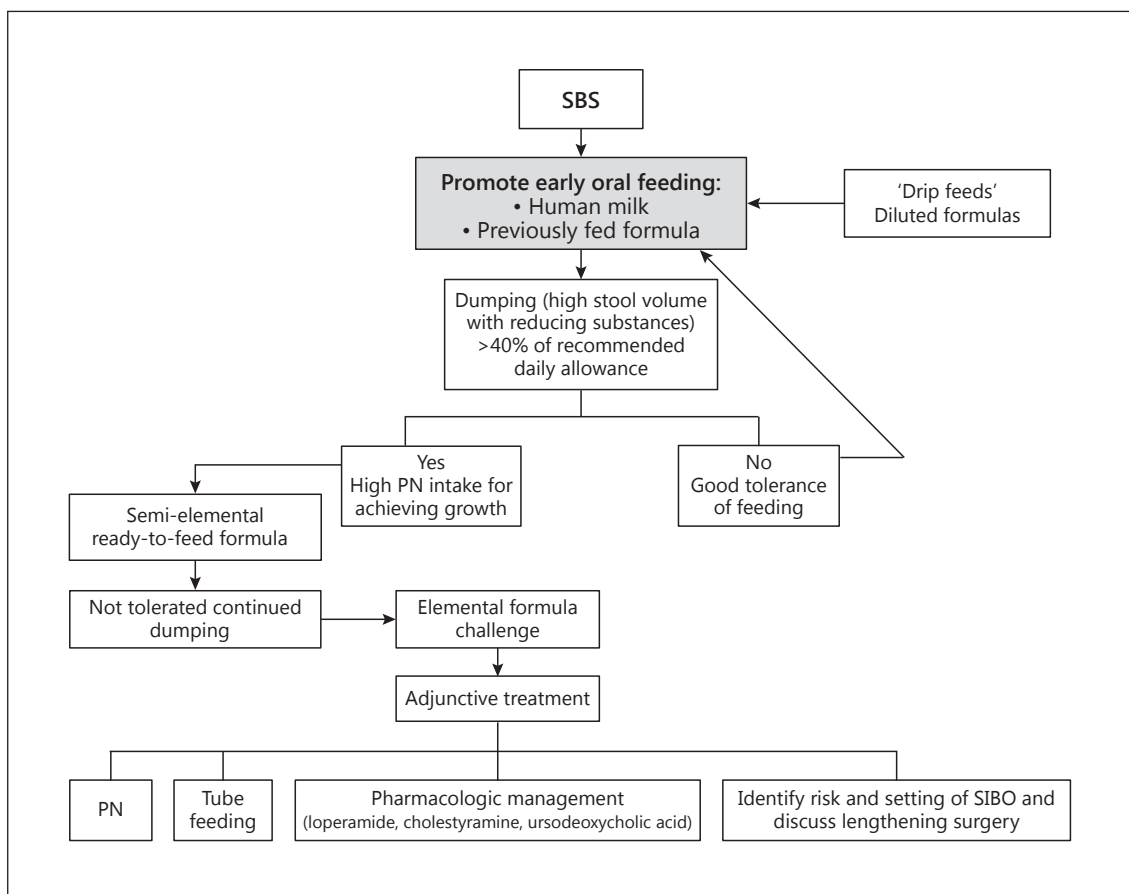 SBS
Promote early oral feeding:
• Human milk
• Previously fed formula
'Drip feeds'
Diluted formulas
Dumping (high stool volume
with reducing substances)
>40% of recommended
daily allowance
Yes
High PN intake for
achieving growth
No
Good tolerance
of feeding
Semi-elemental
ready-to-feed formula
Not tolerated continued
dumping
Elemental formula
challenge
Adjunctive treatment
PN
Tube
feeding
Pharmacologic management
(loperamide, cholestyramine, ursodeoxycholic acid)
Identify risk and setting of SIBO and
discuss lengthening surgery